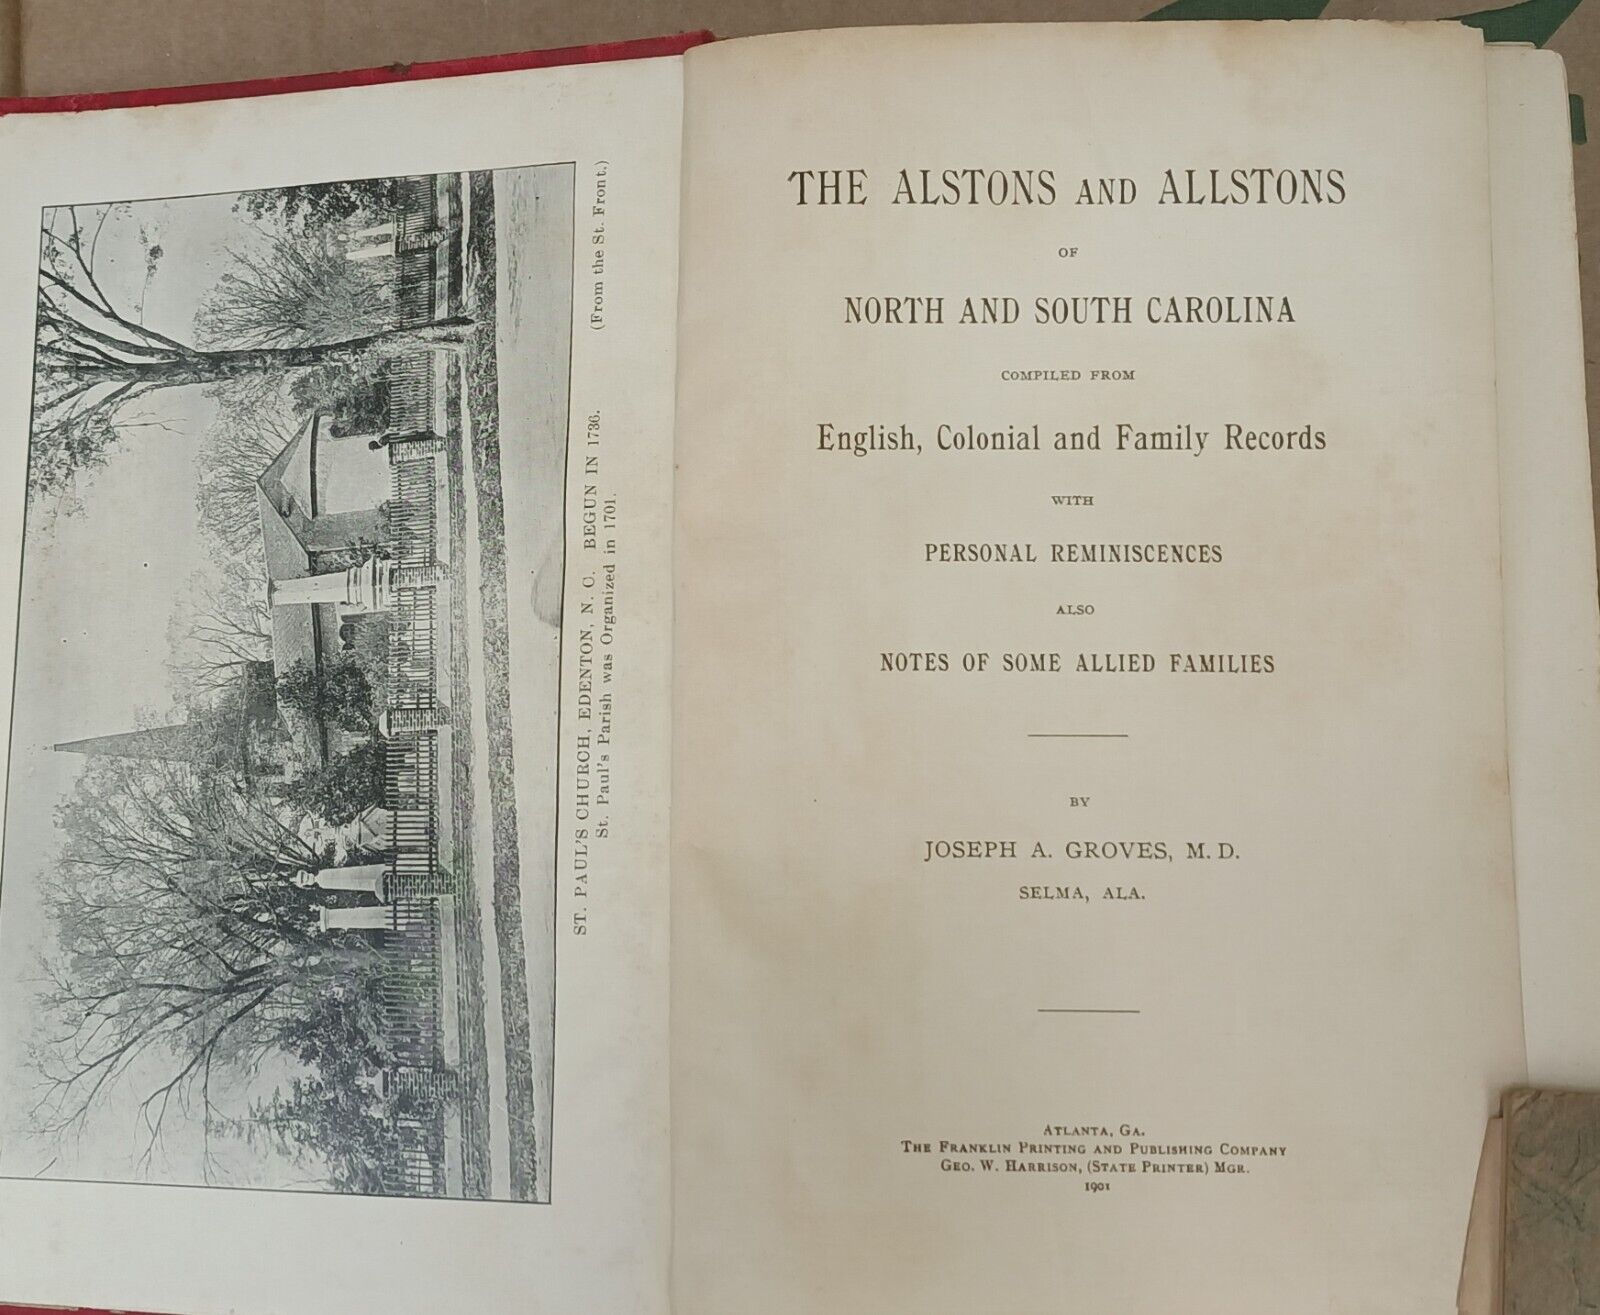 ST. PAUL'S CHURCH, EDENTON, N. C. BEGUN IN 1736. (From the St. Front.)
St. Paul's Parish was Organized in 1701.
THE ALSTONS AND ALLSTONS
OF
NORTH AND SOUTH CAROLINA
COMPILED FROM
English, Colonial and Family Records
WITH
PERSONAL REMINISCENCES
ALSO
NOTES OF SOME ALLIED FAMILIES
BY
JOSEPH A. GROVES, M. D.
SELMA, ALA.
ATLANTA, GA.
THE FRANKLIN PRINTING AND PUBLISHING COMPANY
GEO. W. HARRISON, (STATE PRINTER) MGR.
1901